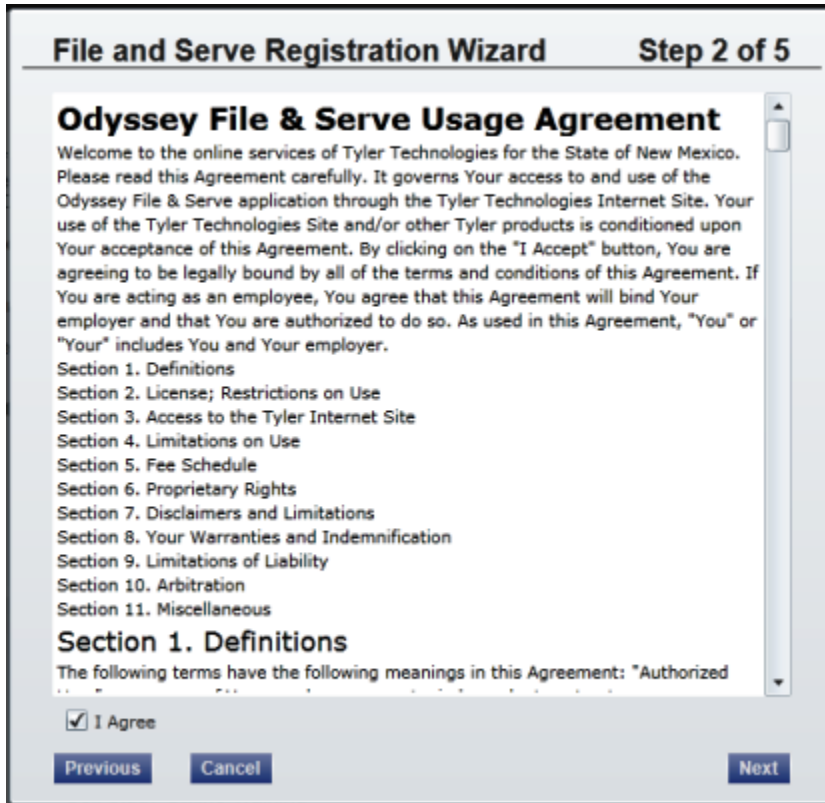 File and Serve Registration Wizard Step 2 of 5
Odyssey File & Serve Usage Agreement
Welcome to the online services of Tyler Technologies for the State of New Mexico.
Please read this Agreement carefully. It governs Your access to and use of the
Odyssey File & Serve application through the Tyler Technologies Internet Site. Your
use of the Tyler Technologies Site and/or other Tyler products is conditioned upon
Your acceptance of this Agreement. By clicking on the "I Accept" button, You are
agreeing to be legally bound by all of the terms and conditions of this Agreement. If
You are acting as an employee, You agree that this Agreement will bind Your
employer and that You are authorized to do so. As used in this Agreement, "You" or
"Your" includes You and Your employer.
Section 1. Definitions
Section 2. License; Restrictions on Use
Section 3. Access to the Tyler Internet Site
Section 4. Limitations on Use
Section 5. Fee Schedule
Section 6. Proprietary Rights
Section 7. Disclaimers and Limitations
Section 8. Your Warranties and Indemnification
Section 9. Limitations of Liability
Section 10. Arbitration
Section 11. Miscellaneous
Section 1. Definitions
The following terms have the following meanings in this Agreement: "Authorized
I Agree
Previous Cancel Next